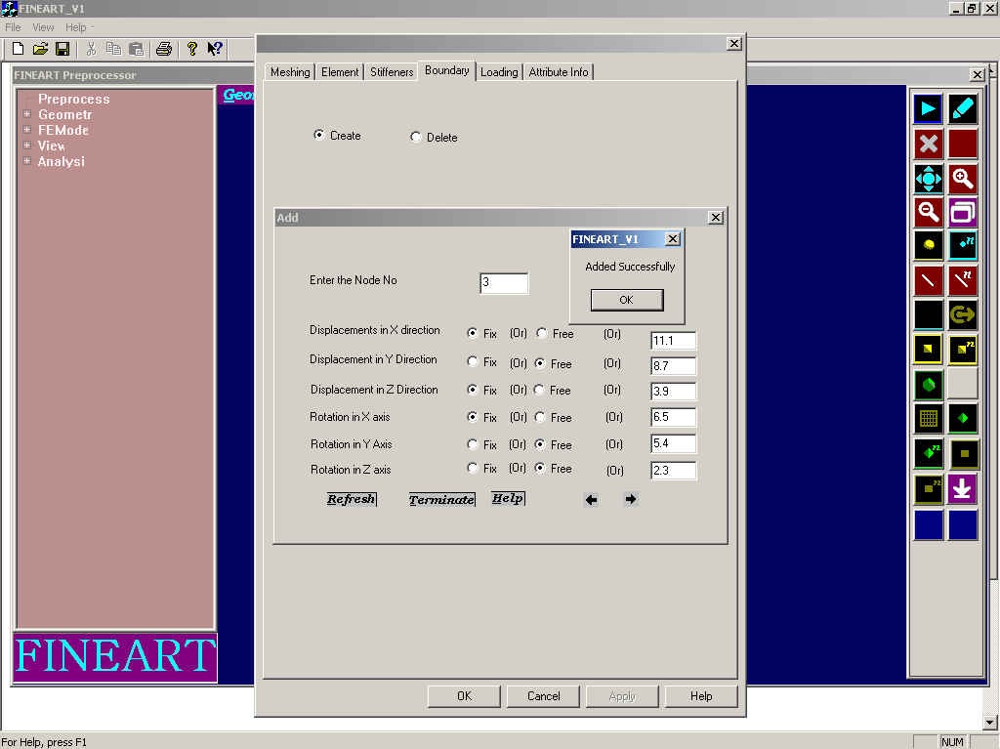 FINEART_V1
File View Help
FINEART Preprocessor
Preprocess
Geometr
FEMode
View
Analysi
FINEART
Geor
Meshing Element Stiffeners Boundary Loading Attribute Info
Create Delete
Add
FINEART_V1
Added Successfully
OK
Enter the Node No 3
Displacements in X direction Fix (Or) Free (Or) 11.1
Displacement in Y Direction Fix (Or) Free (Or) 8.7
Displacement in Z Direction Fix (Or) Free (Or) 3.9
Rotation in X axis Fix (Or) Free (Or) 6.5
Rotation in Y Axis Fix (Or) Free (Or) 5.4
Rotation in Z axis Fix (Or) Free (Or) 2.3
Refresh Terminate Help
OK Cancel Apply Help
n
n
n
n
n
For Help, press F1 NUM